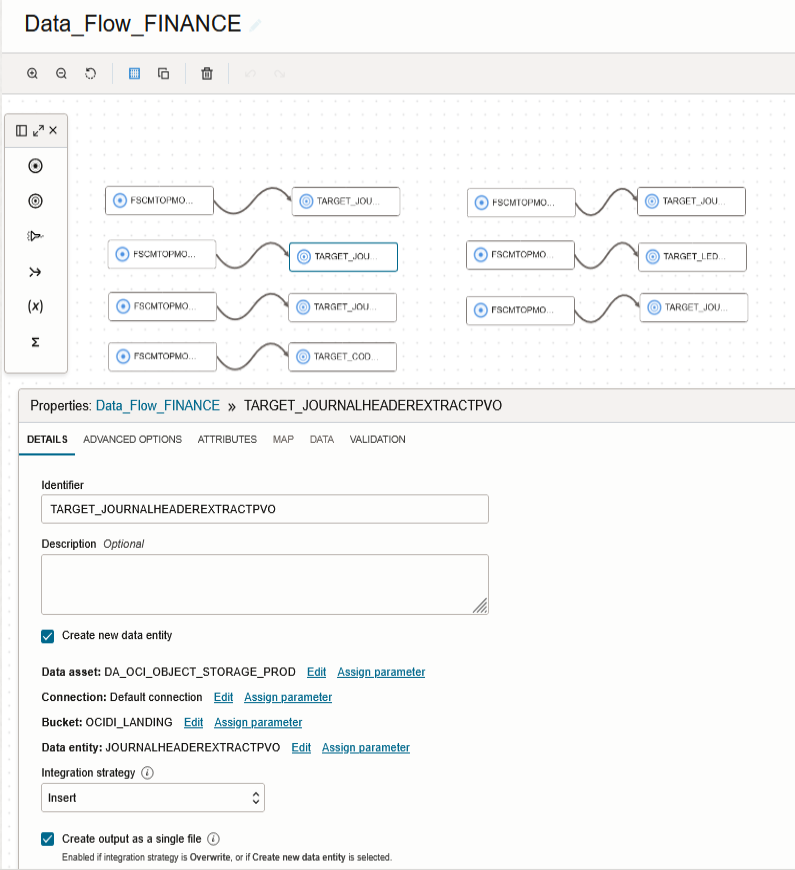 Data_Flow_FINANCE
(x)
Σ
FSCMTOPMO...
TARGET_JOU...
FSCMTOPMO...
TARGET_JOU...
FSCMTOPMO...
TARGET_JOU...
FSCMTOPMO...
TARGET_LED...
FSCMTOPMO...
TARGET_JOU...
FSCMTOPMO...
TARGET_JOU...
FSCMTOPMO...
TARGET_COD...
Properties: Data_Flow_FINANCE » TARGET_JOURNALHEADEREXTRACTPVO
DETAILS ADVANCED OPTIONS ATTRIBUTES MAP DATA VALIDATION
Identifier
TARGET_JOURNALHEADEREXTRACTPVO
Description Optional
Create new data entity
Data asset: DA_OCI_OBJECT_STORAGE_PROD Edit Assign parameter
Connection: Default connection Edit Assign parameter
Bucket: OCIDI_LANDING Edit Assign parameter
Data entity: JOURNALHEADEREXTRACTPVO Edit Assign parameter
Integration strategy
Insert
Create output as a single file
Enabled if integration strategy is Overwrite, or if Create new data entity is selected.